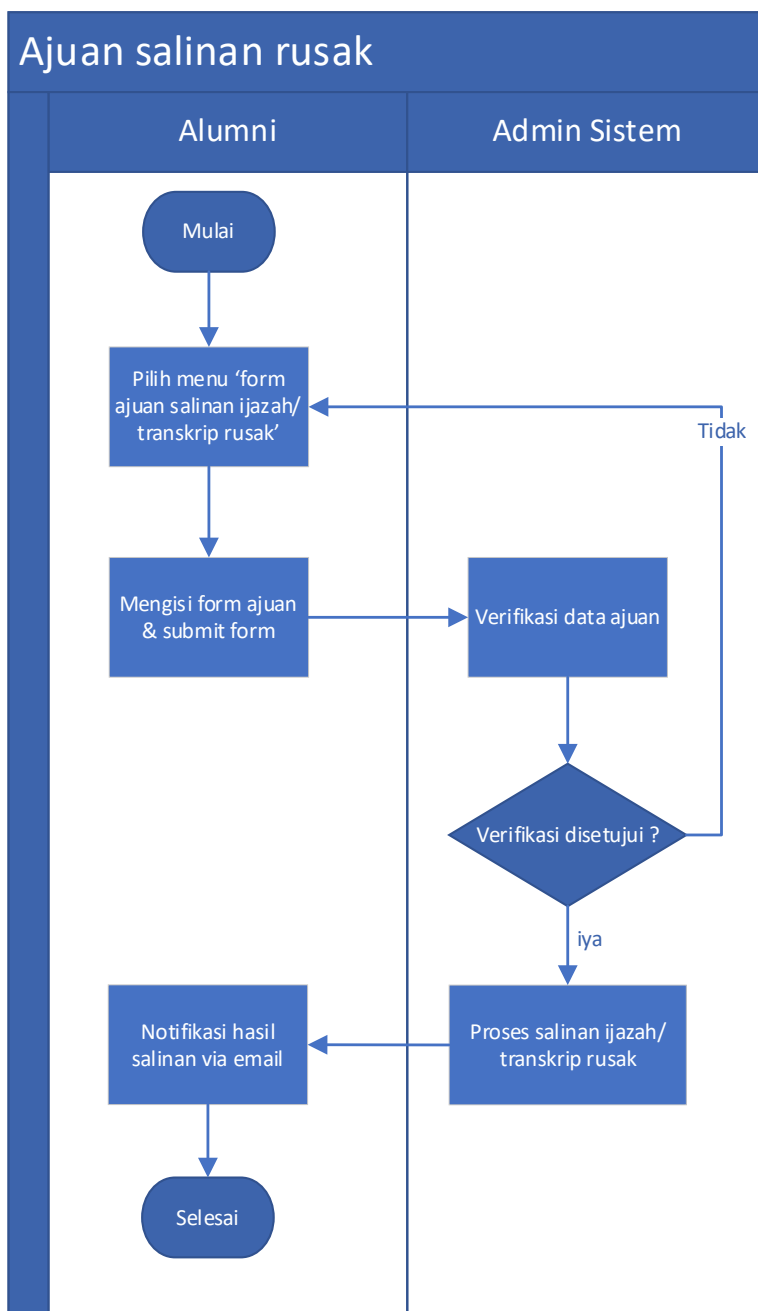 Ajuan salinan rusak
Alumni
Admin Sistem
Mulai
Pilih menu ‘form
ajuan salinan ijazah/
transkrip rusak’
Tidak
Mengisi form ajuan
& submit form
Verifikasi data ajuan
Verifikasi disetujui ?
iya
Notifikasi hasil
salinan via email
Proses salinan ijazah/
transkrip rusak
Selesai